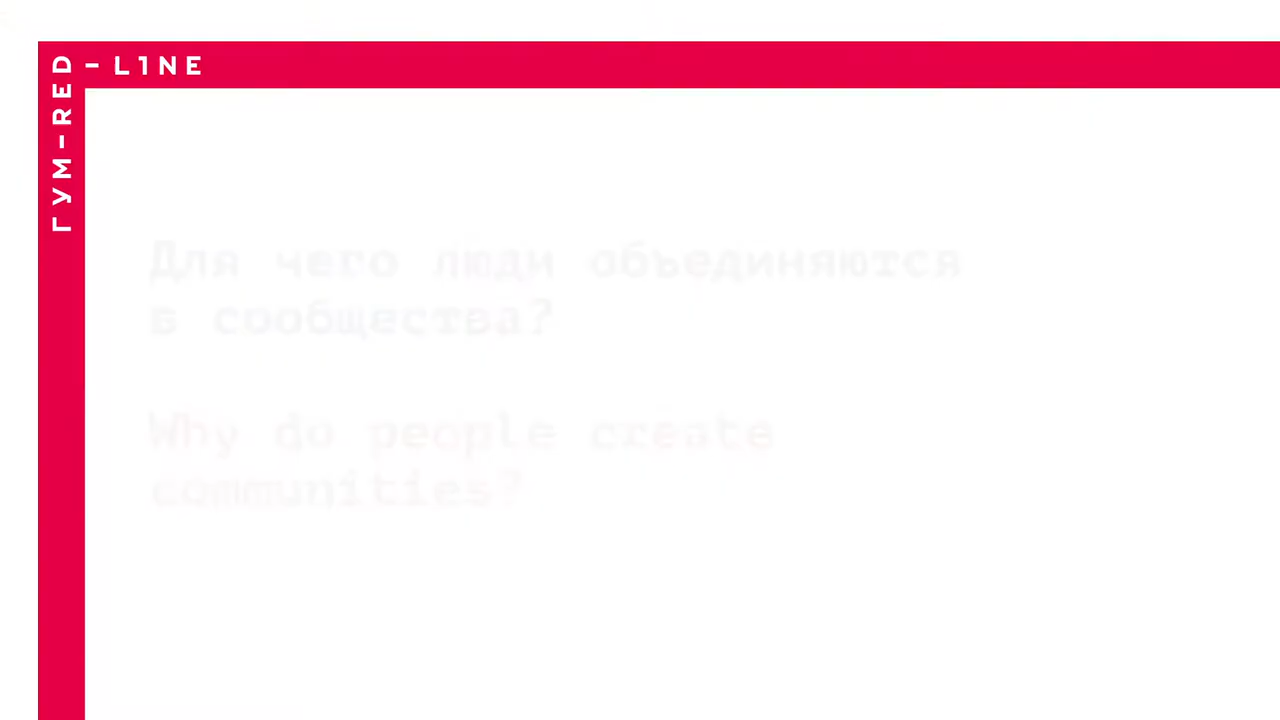 ГУМ-RED-L1NE
Для чего люди объединяются
в сообщества?
Why do people create
communities?